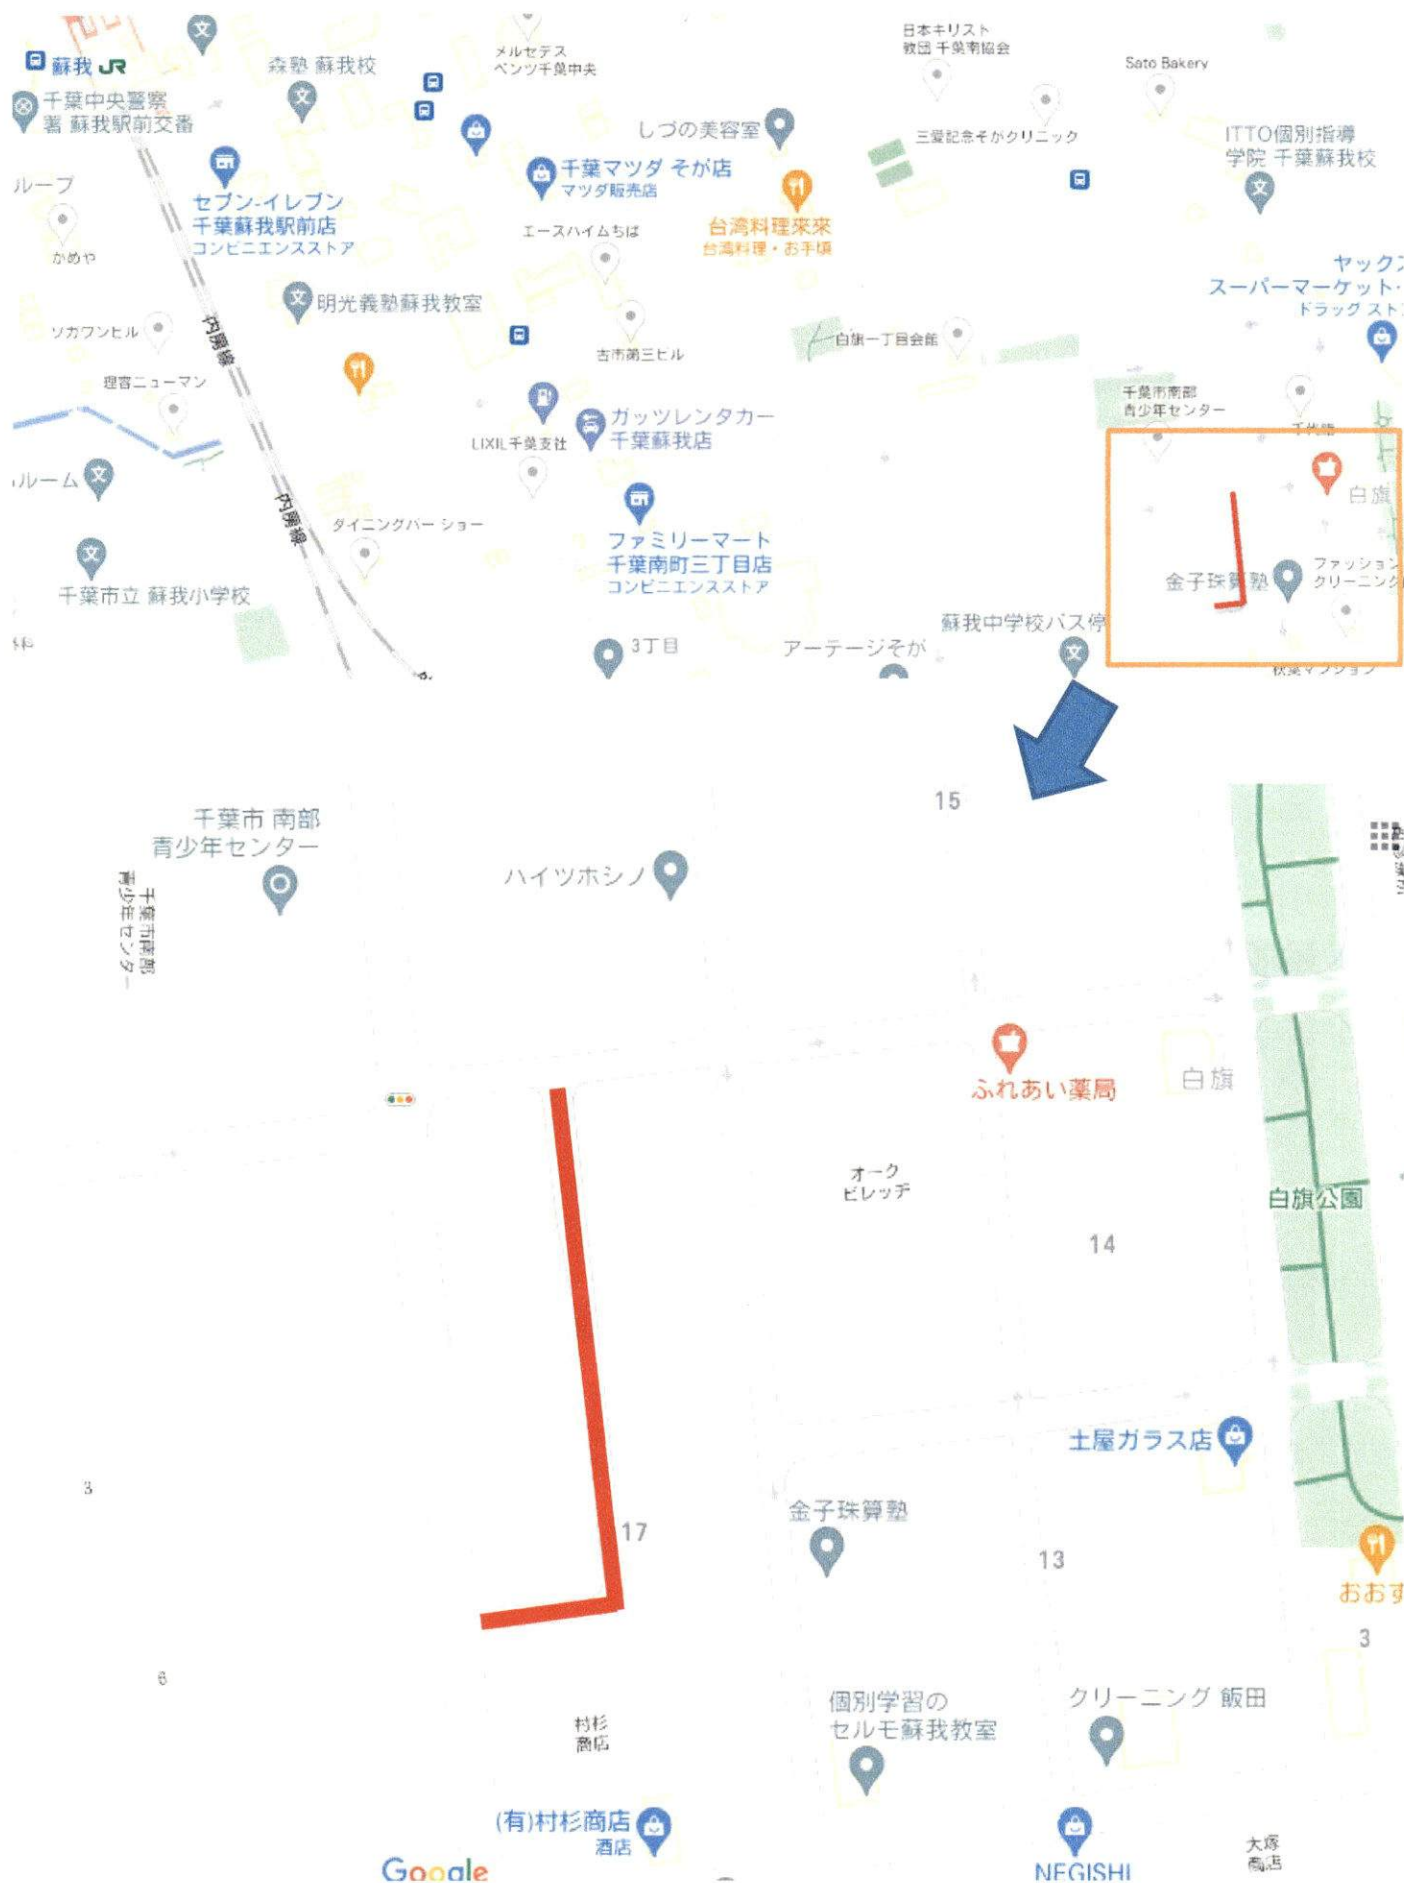 蘇我 JR
千葉中央警察
署 蘇我駅前交番
森塾 蘇我校
メルセデス
ベンツ千葉中央
日本キリスト
教団 千葉南協会
Sato Bakery
しづの美容室
三愛記念そがクリニック
ITTO個別指導
学院 千葉蘇我校
千葉マツダ そが店
マツダ販売店
ループ
かめや
セブン-イレブン
千葉蘇我駅前店
コンビニエンスストア
エースハイムちば
台湾料理來來
台湾料理・お手頃
ヤックス
スーパーマーケット・
ドラッグ スト
明光義塾蘇我教室
ソガワンビル
内房線
古市第三ビル
白旗一丁目会館
理容ニューマン
千葉市南部
青少年センター
LIXIL千葉支社
ガッツレンタカー
千葉蘇我店
ルーム
内房線
ダイニングバー ショー
白旗
ファミリーマート
千葉南町三丁目店
コンビニエンスストア
千葉市立 蘇我小学校
金子珠算塾
ファッション
クリーニング
蘇我中学校バス停
3丁目
アーテージそが
秋葉マンション
15
千葉市 南部
青少年センター
千葉市南部
青少年センター
ハイツホシノ
ふれあい薬局
白旗
オーク
ビレッヂ
白旗公園
14
土屋ガラス店
3
17
金子珠算塾
13
おおす
3
6
個別学習の
セルモ蘇我教室
クリーニング 飯田
村杉
商店
(有)村杉商店
酒店
大塚
商店
Google
NEGISHI